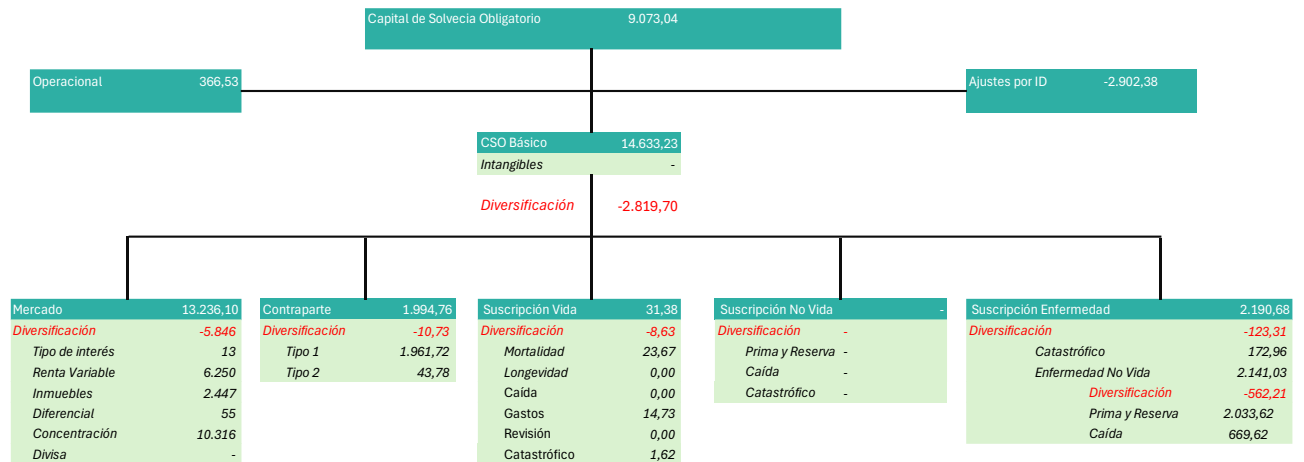 Capital de Solvecia Obligatorio 9.073,04
Operacional 366,53
Ajustes por ID -2.902,38
CSO Básico 14.633,23
Intangibles -
Diversificación -2.819,70
Mercado 13.236,10
Diversificación -5.846
Tipo de interés 13
Renta Variable 6.250
Inmuebles 2.447
Diferencial 55
Concentración 10.316
Divisa -
Contraparte 1.994,76
Diversificación -10,73
Tipo 1 1.961,72
Tipo 2 43,78
Suscripción Vida 31,38
Diversificación -8,63
Mortalidad 23,67
Longevidad 0,00
Caída 0,00
Gastos 14,73
Revisión 0,00
Catastrófico 1,62
Suscripción No Vida -
Diversificación -
Prima y Reserva -
Caída -
Catastrófico -
Suscripción Enfermedad 2.190,68
Diversificación -123,31
Catastrófico 172,96
Enfermedad No Vida 2.141,03
Diversificación -562,21
Prima y Reserva 2.033,62
Caída 669,62